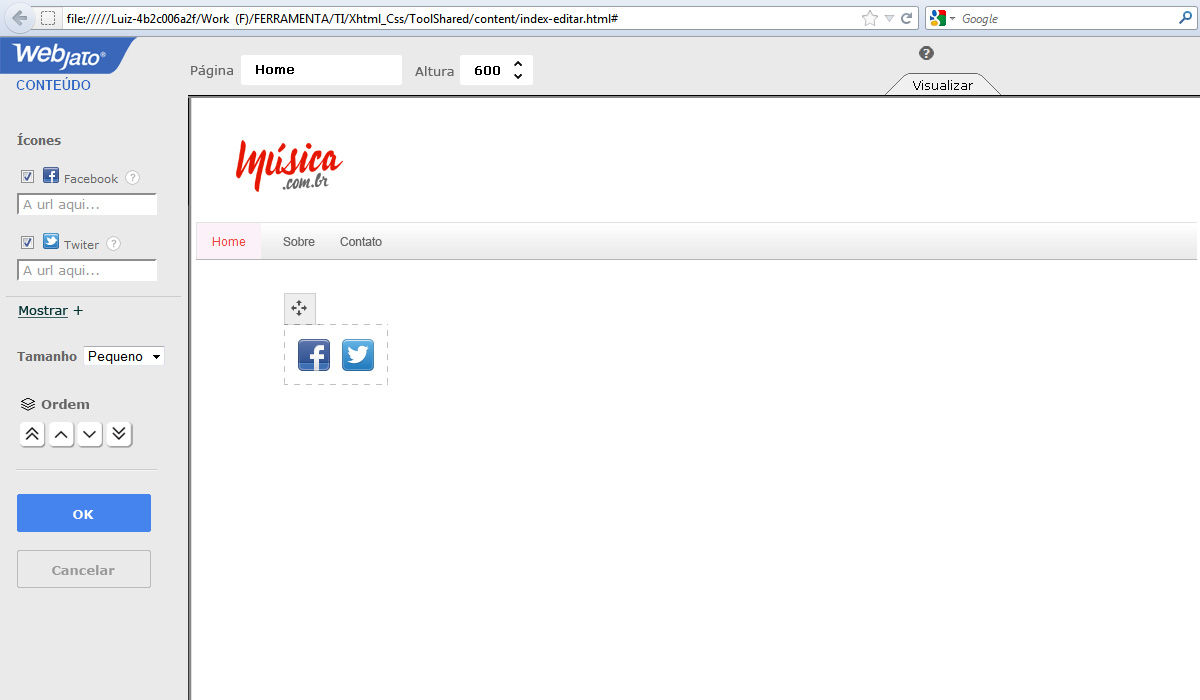 file://///Luiz-4b2c006a2f/Work (F)/FERRAMENTA/TI/Xhtml_Css/ToolShared/content/index-editar.html#
Google
Webjato®
CONTEÚDO
Página
Home
Altura
600
?
Visualizar
Ícones
Facebook ?
A url aqui...
Twiter ?
A url aqui...
Mostrar +
Tamanho Pequeno
Ordem
OK
Cancelar
Música
.com.br
Home Sobre Contato